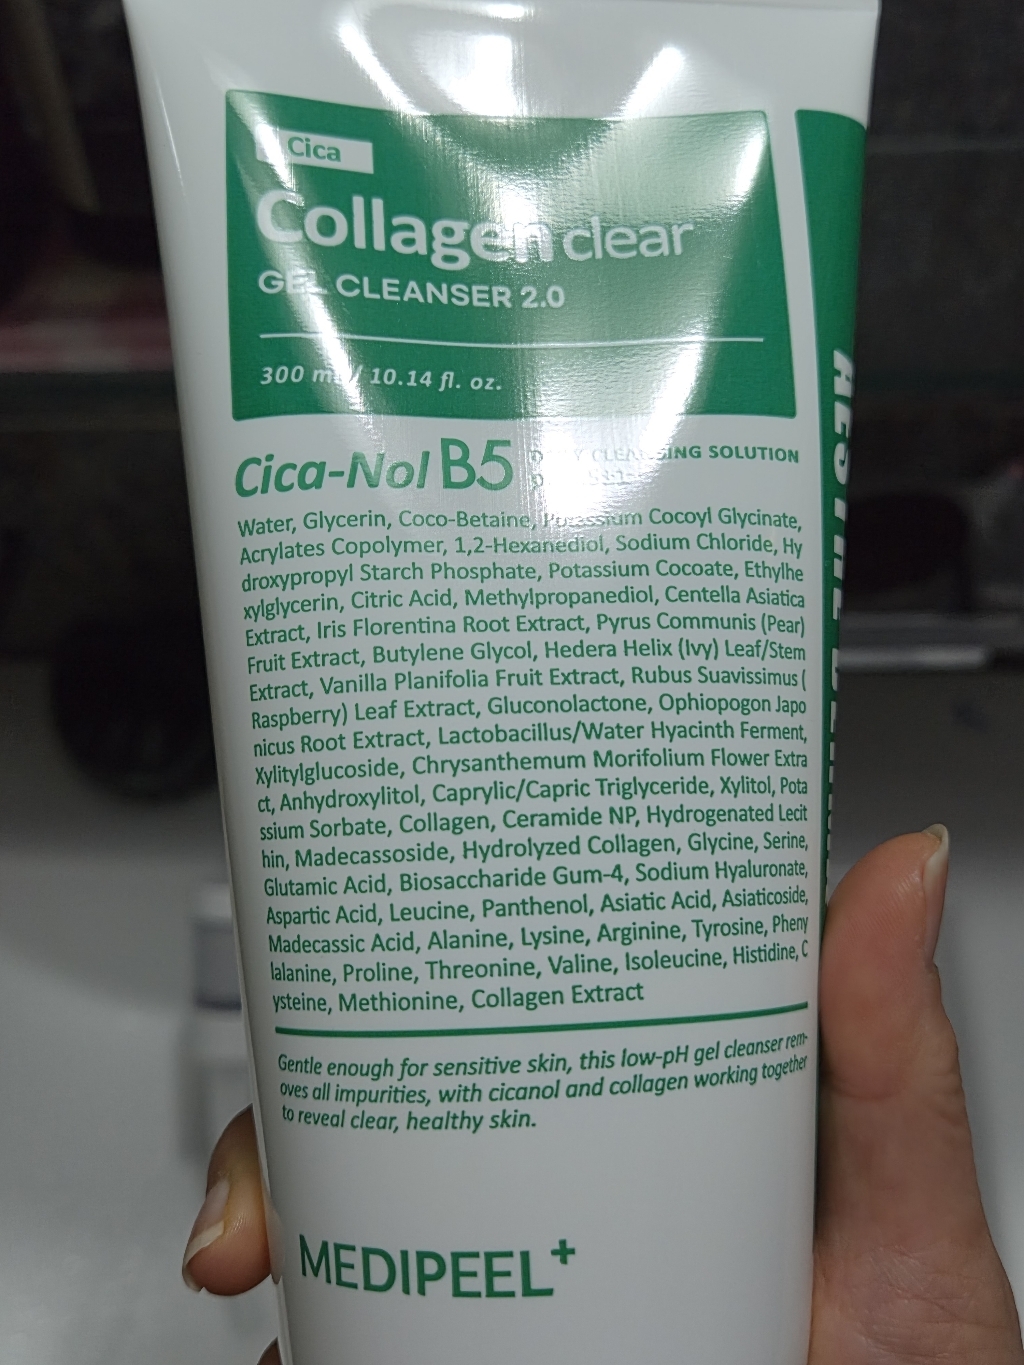 Cica
Collagen clear
GEL CLEANSER 2.0
300 ml / 10.14 fl. oz.
Cica-Nol B5
CLEANSING SOLUTION
Water, Glycerin, Coco-Betaine, Potassium Cocoyl Glycinate,
Acrylates Copolymer, 1,2-Hexanediol, Sodium Chloride, Hy
droxypropyl Starch Phosphate, Potassium Cocoate, Ethylhe
xylglycerin, Citric Acid, Methylpropanediol, Centella Asiatica
Extract, Iris Florentina Root Extract, Pyrus Communis (Pear)
Fruit Extract, Butylene Glycol, Hedera Helix (Ivy) Leaf/Stem
Extract, Vanilla Planifolia Fruit Extract, Rubus Suavissimus (
Raspberry) Leaf Extract, Gluconolactone, Ophiopogon Japo
nicus Root Extract, Lactobacillus/Water Hyacinth Ferment,
Xylitylglucoside, Chrysanthemum Morifolium Flower Extra
ct, Anhydroxylitol, Caprylic/Capric Triglyceride, Xylitol, Pota
ssium Sorbate, Collagen, Ceramide NP, Hydrogenated Lecit
hin, Madecassoside, Hydrolyzed Collagen, Glycine, Serine,
Glutamic Acid, Biosaccharide Gum-4, Sodium Hyaluronate,
Aspartic Acid, Leucine, Panthenol, Asiatic Acid, Asiaticoside,
Madecassic Acid, Alanine, Lysine, Arginine, Tyrosine, Pheny
lalanine, Proline, Threonine, Valine, Isoleucine, Histidine, C
ysteine, Methionine, Collagen Extract
Gentle enough for sensitive skin, this low-pH gel cleanser rem-
oves all impurities, with cicanol and collagen working together
to reveal clear, healthy skin.
MEDIPEEL+